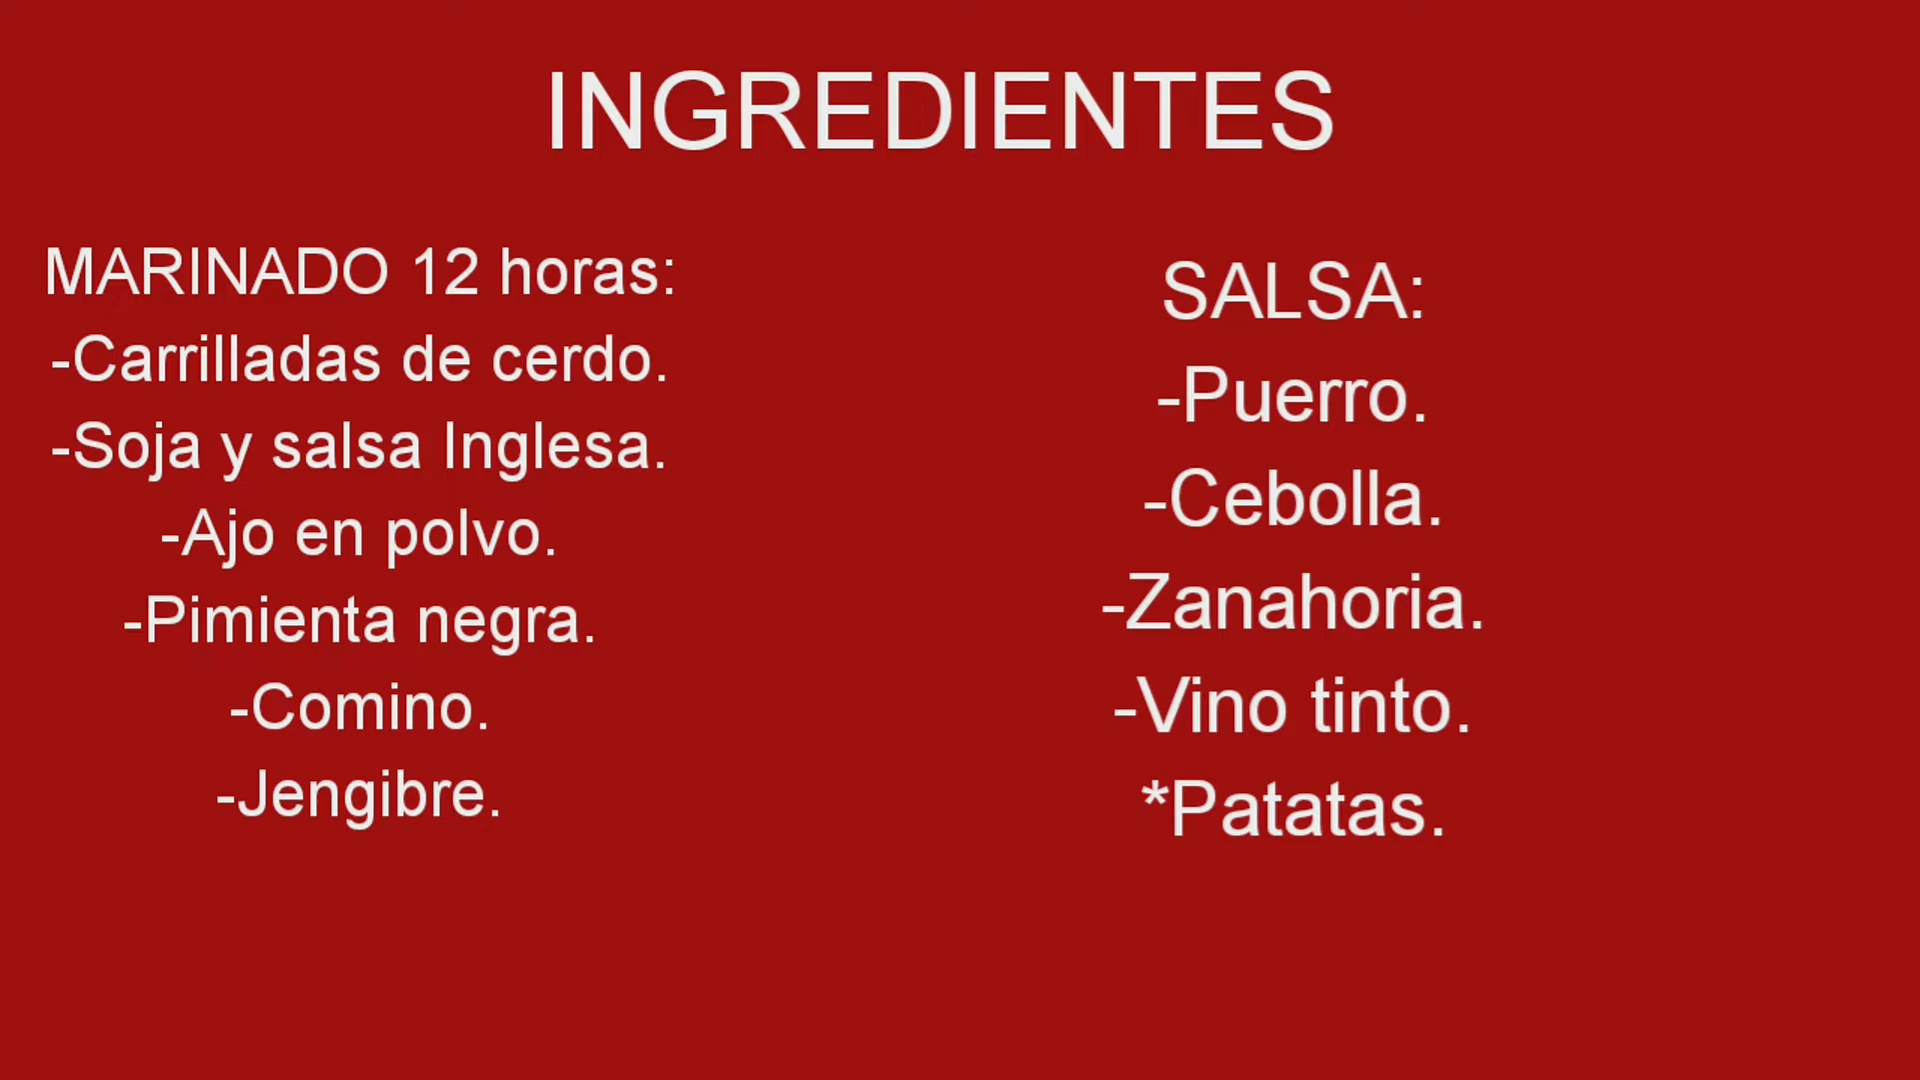 INGREDIENTES
MARINADO 12 horas:
-Carrilladas de cerdo.
-Soja y salsa Inglesa.
-Ajo en polvo.
-Pimienta negra.
-Comino.
-Jengibre.
SALSA:
-Puerro.
-Cebolla.
-Zanahoria.
-Vino tinto.
*Patatas.